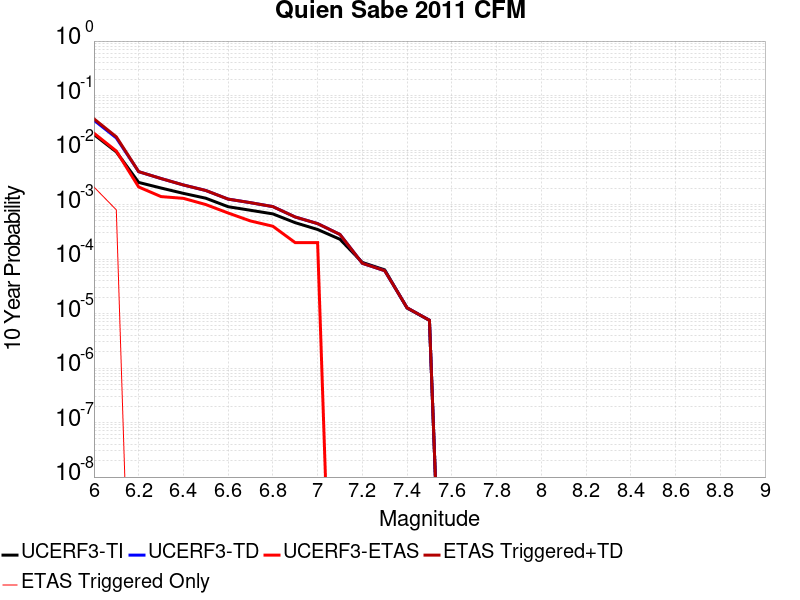 Quien Sabe 2011 CFM
10 Year Probability
10^0
10^-1
10^-2
10^-3
10^-4
10^-5
10^-6
10^-7
10^-8
6 6.2 6.4 6.6 6.8 7 7.2 7.4 7.6 7.8 8 8.2 8.4 8.6 8.8 9
Magnitude
UCERF3-TI UCERF3-TD UCERF3-ETAS ETAS Triggered+TD
ETAS Triggered Only